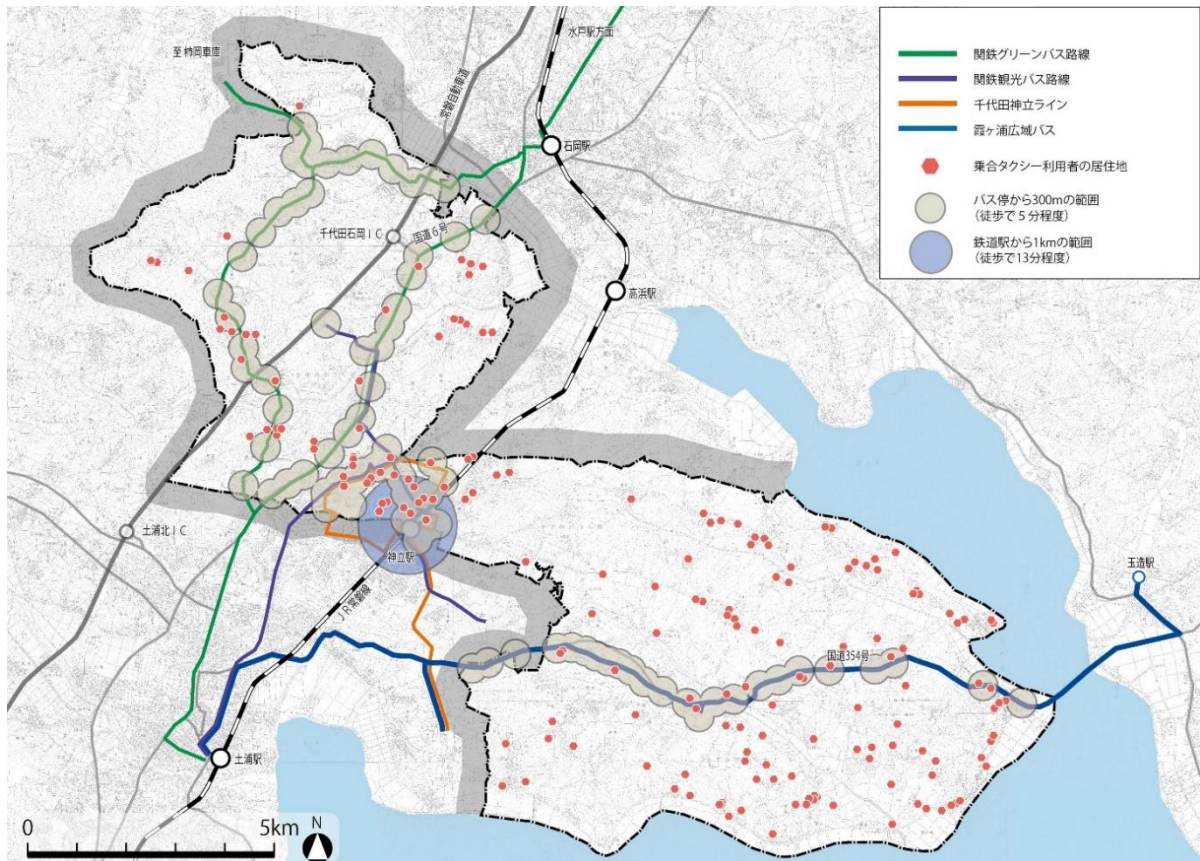 至 柿岡車庫
水戸駅方面
常磐自動車道
石岡駅
千代田石岡IC
国道6号
高浜駅
土浦北IC
神立駅
JR常磐線
玉造駅
国道354号
土浦駅
0 5km N
関鉄グリーンバス路線
関鉄観光バス路線
千代田神立ライン
霞ヶ浦広域バス
乗合タクシー利用者の居住地
バス停から300mの範囲
(徒歩で5分程度)
鉄道駅から1kmの範囲
(徒歩で13分程度)